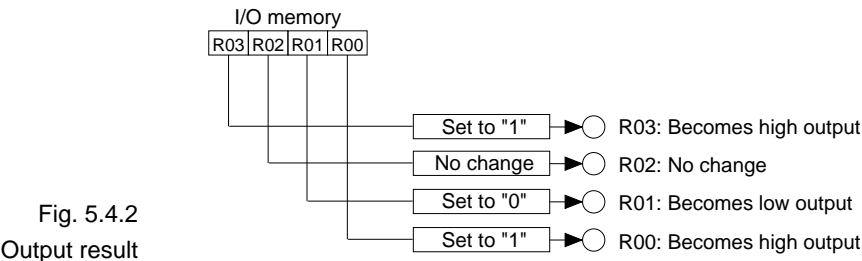 I/O memory
R03 R02 R01 R00
Set to "1" R03: Becomes high output
No change R02: No change
Set to "0" R01: Becomes low output
Set to "1" R00: Becomes high output
Fig. 5.4.2
Output result